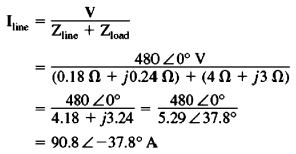 I_line = V / (Z_line + Z_load)
= 480 ∠0° V / ((0.18 Ω + j0.24 Ω) + (4 Ω + j3 Ω))
= 480 ∠0° / (4.18 + j3.24) = 480 ∠0° / (5.29 ∠37.8°)
= 90.8 ∠−37.8° A